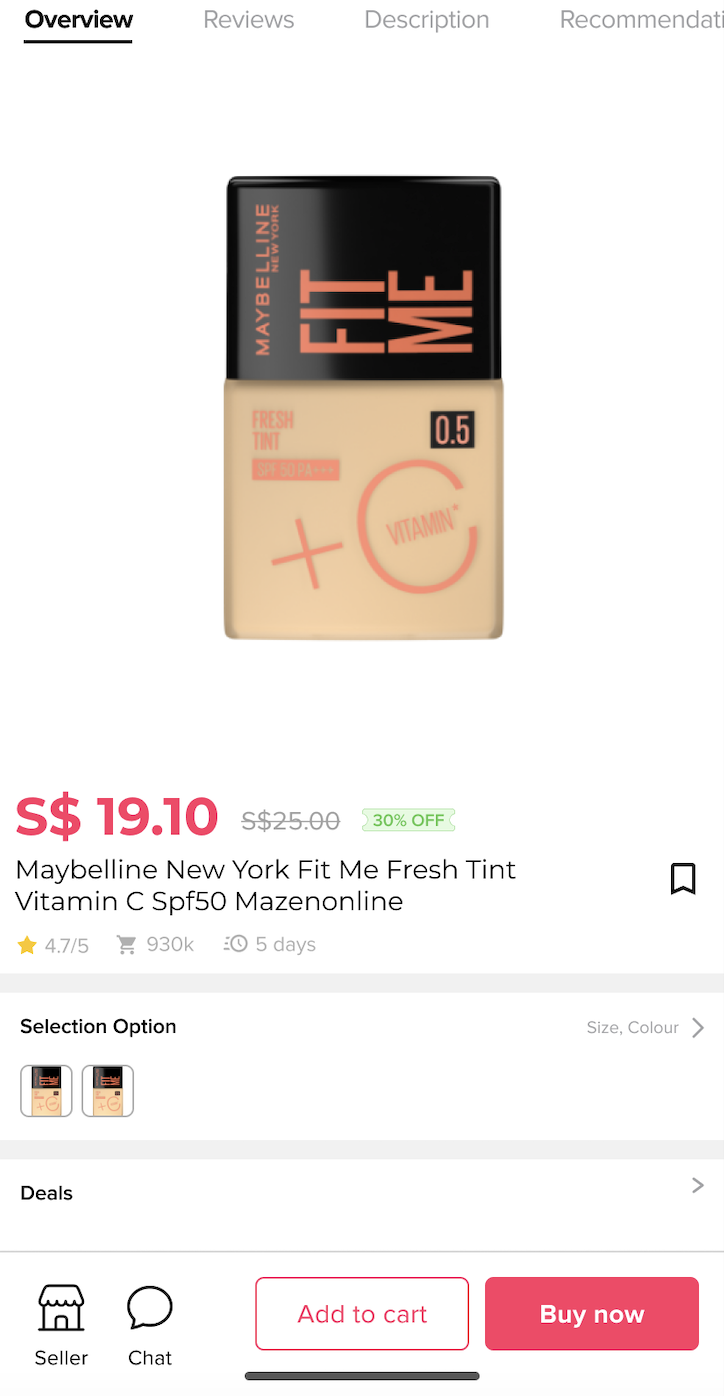 Overview Reviews Description Recommendati
MAYBELLINE
NEW YORK
FIT
ME
FRESH
TINT
0.5
SPF 50 PA+++
+ C
VITAMIN*
S$ 19.10 S$25.00 30% OFF
Maybelline New York Fit Me Fresh Tint
Vitamin C Spf50 Mazenonline
4.7/5 930k 5 days
Selection Option Size, Colour
Deals
Add to cart Buy now
Seller Chat